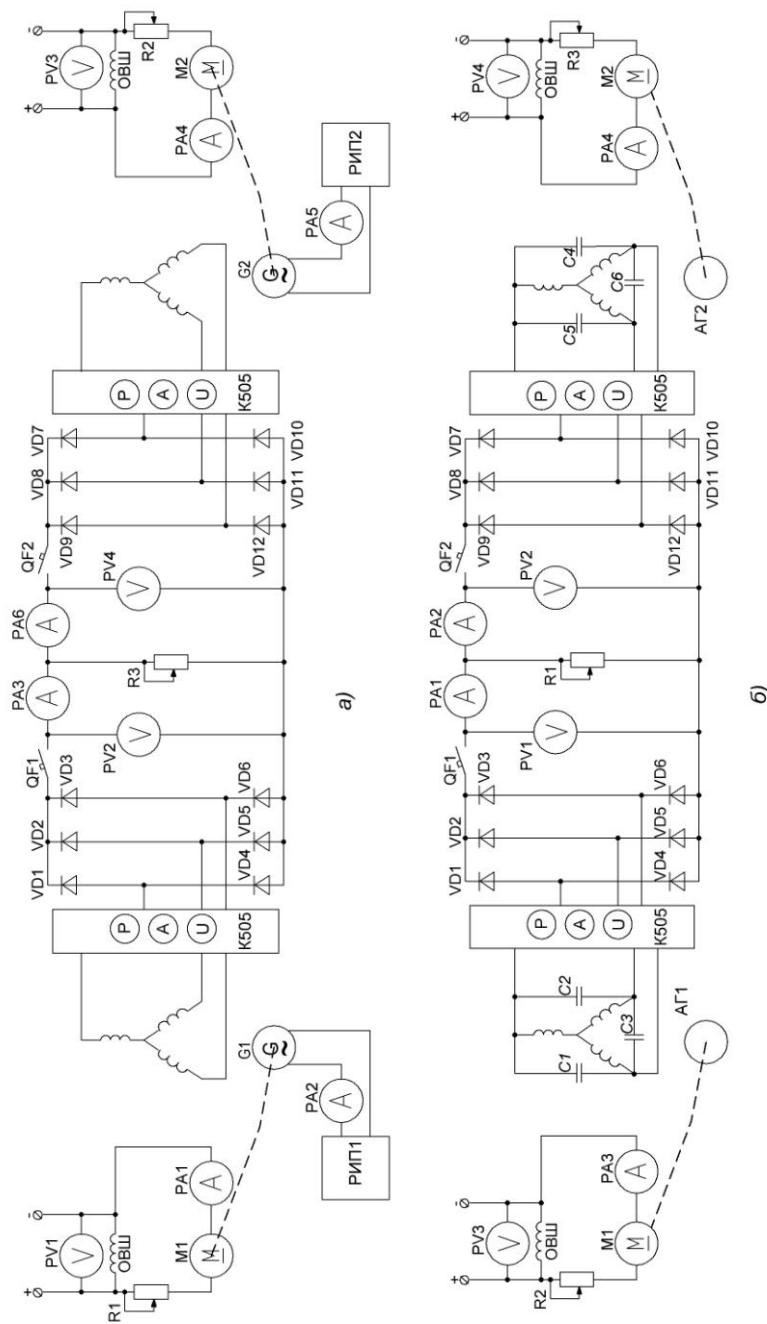 +
-
PV1
V
ОВШ
R1
M1
M
PA1
A
G1
G
~
PA2
A
РИП1
P
A
U
K505
VD1
VD2
VD3
VD4
VD5
VD6
QF1
PV2
V
PA3
A
R3
PA6
A
PV4
V
QF2
VD9
VD8
VD7
VD12
VD11
VD10
P
A
U
K505
G2
G
~
PA5
A
РИП2
+
-
PV3
V
ОВШ
R2
PA4
A
M2
M
а)
+
-
PV3
V
ОВШ
R2
M1
M
PA3
A
АГ1
C1
C2
C3
P
A
U
K505
VD1
VD2
VD3
VD4
VD5
VD6
QF1
PV1
V
PA1
A
R1
PA2
A
PV2
V
QF2
VD9
VD8
VD7
VD12
VD11
VD10
P
A
U
K505
C5
C4
C6
АГ2
+
-
PV4
V
ОВШ
R3
PA4
A
M2
M
б)